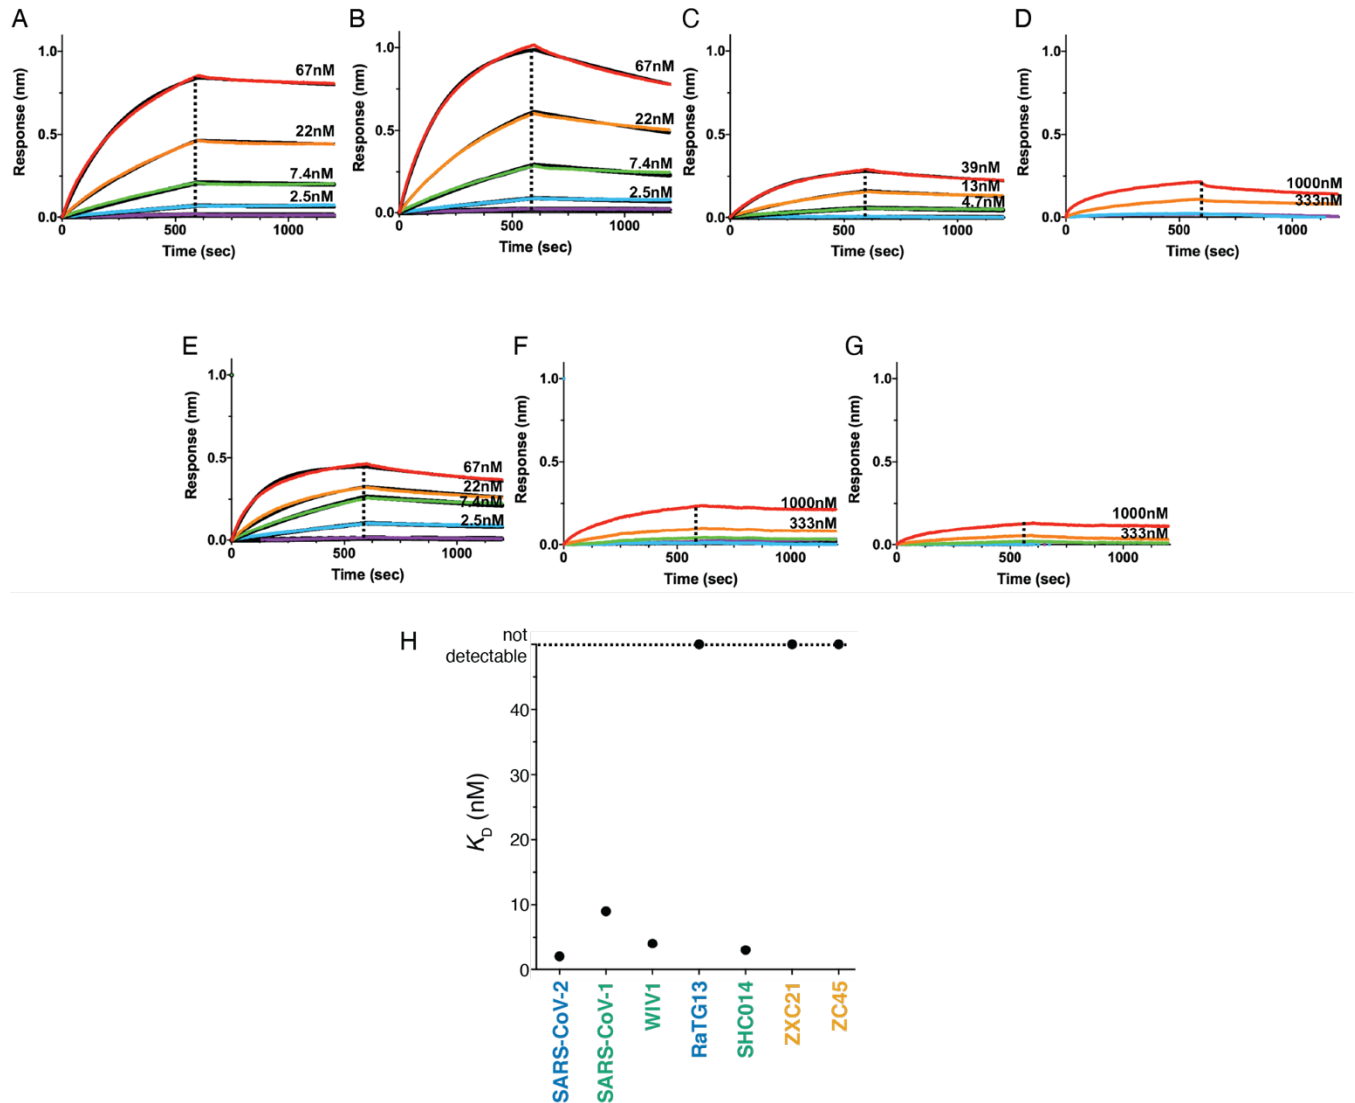 A
B
C
D
1.0
0.5
0.0
0
500
1000
Response (nm)
Time (sec)
67nM
22nM
7.4nM
2.5nM
1.0
0.5
0.0
0
500
1000
Response (nm)
Time (sec)
67nM
22nM
7.4nM
2.5nM
1.0
0.5
0.0
0
500
1000
Response (nm)
Time (sec)
39nM
13nM
4.7nM
1.0
0.5
0.0
0
500
1000
Response (nm)
Time (sec)
1000nM
333nM
E
F
G
1.0
0.5
0.0
0
500
1000
Response (nm)
Time (sec)
67nM
22nM
7.4nM
2.5nM
1.0
0.5
0.0
0
500
1000
Response (nm)
Time (sec)
1000nM
333nM
1.0
0.5
0.0
0
500
1000
Response (nm)
Time (sec)
1000nM
333nM
H
not
detectable
40
30
20
10
0
KD (nM)
SARS-CoV-2
SARS-CoV-1
WIV1
RaTG13
SHC014
ZXC21
ZC45